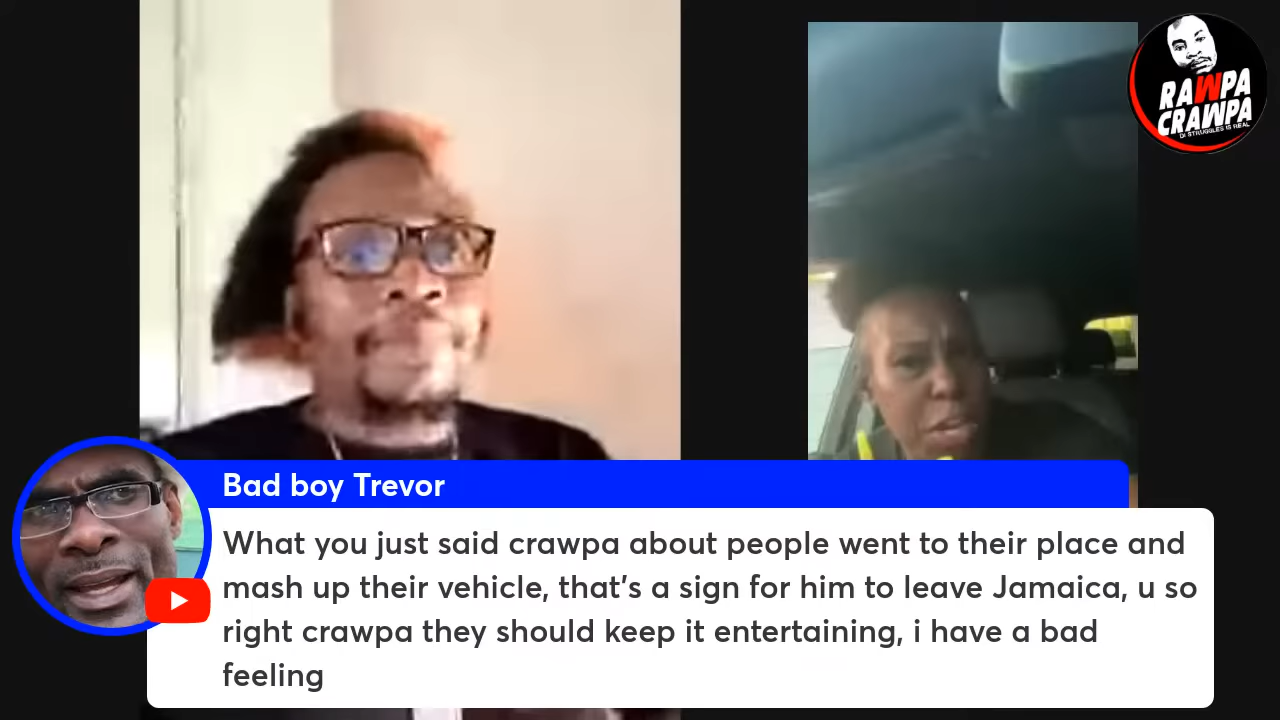 RAWPA
CRAWPA
DI STRUGGLES IS REAL
Bad boy Trevor
What you just said crawpa about people went to their place and
mash up their vehicle, that's a sign for him to leave Jamaica, u so
right crawpa they should keep it entertaining, i have a bad
feeling